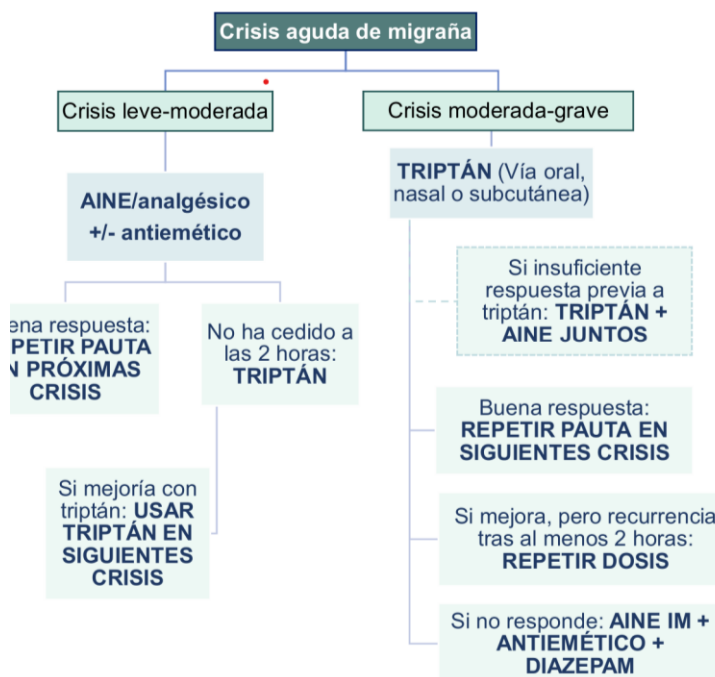 Crisis aguda de migraña
Crisis leve-moderada
AINE/analgésico
+/- antiemético
ena respuesta:
PETIR PAUTA
N PRÓXIMAS
CRISIS
No ha cedido a
las 2 horas:
TRIPTÁN
Si mejoría con
triptán: USAR
TRIPTÁN EN
SIGUIENTES
CRISIS
Crisis moderada-grave
TRIPTÁN (Vía oral,
nasal o subcutánea)
Si insuficiente
respuesta previa a
triptán: TRIPTÁN +
AINE JUNTOS
Buena respuesta:
REPETIR PAUTA EN
SIGUIENTES CRISIS
Si mejora, pero recurrencia
tras al menos 2 horas:
REPETIR DOSIS
Si no responde: AINE IM +
ANTIEMÉTICO +
DIAZEPAM